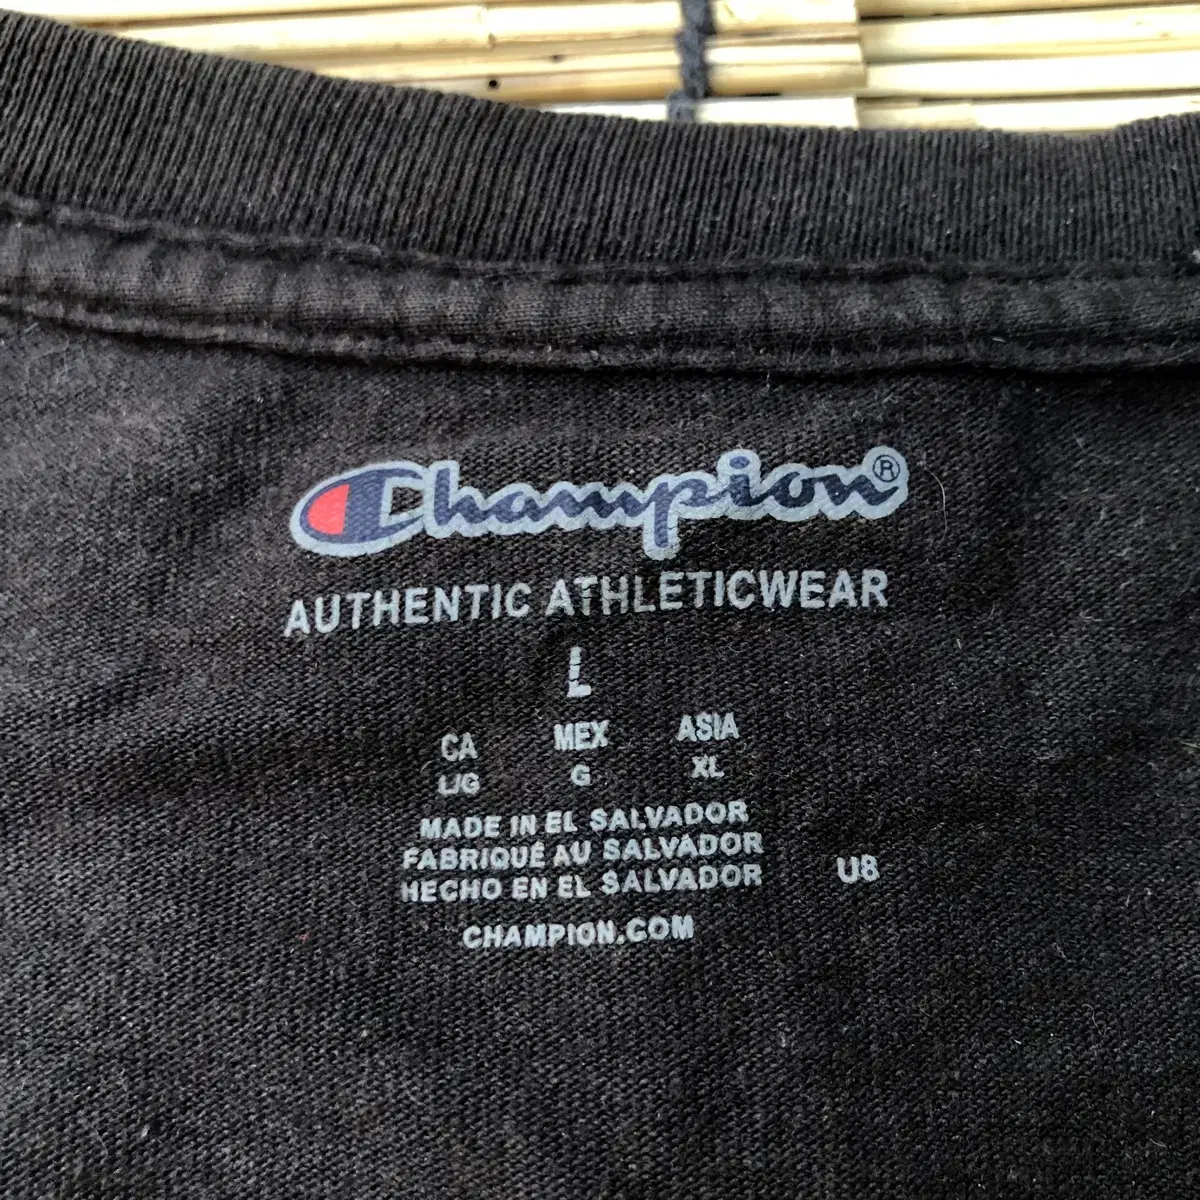 Champion®
AUTHENTIC ATHLETICWEAR
L
CA MEX ASIA
L/G G XL
MADE IN EL SALVADOR
FABRIQUÉ AU SALVADOR
HECHO EN EL SALVADOR
U8
CHAMPION.COM